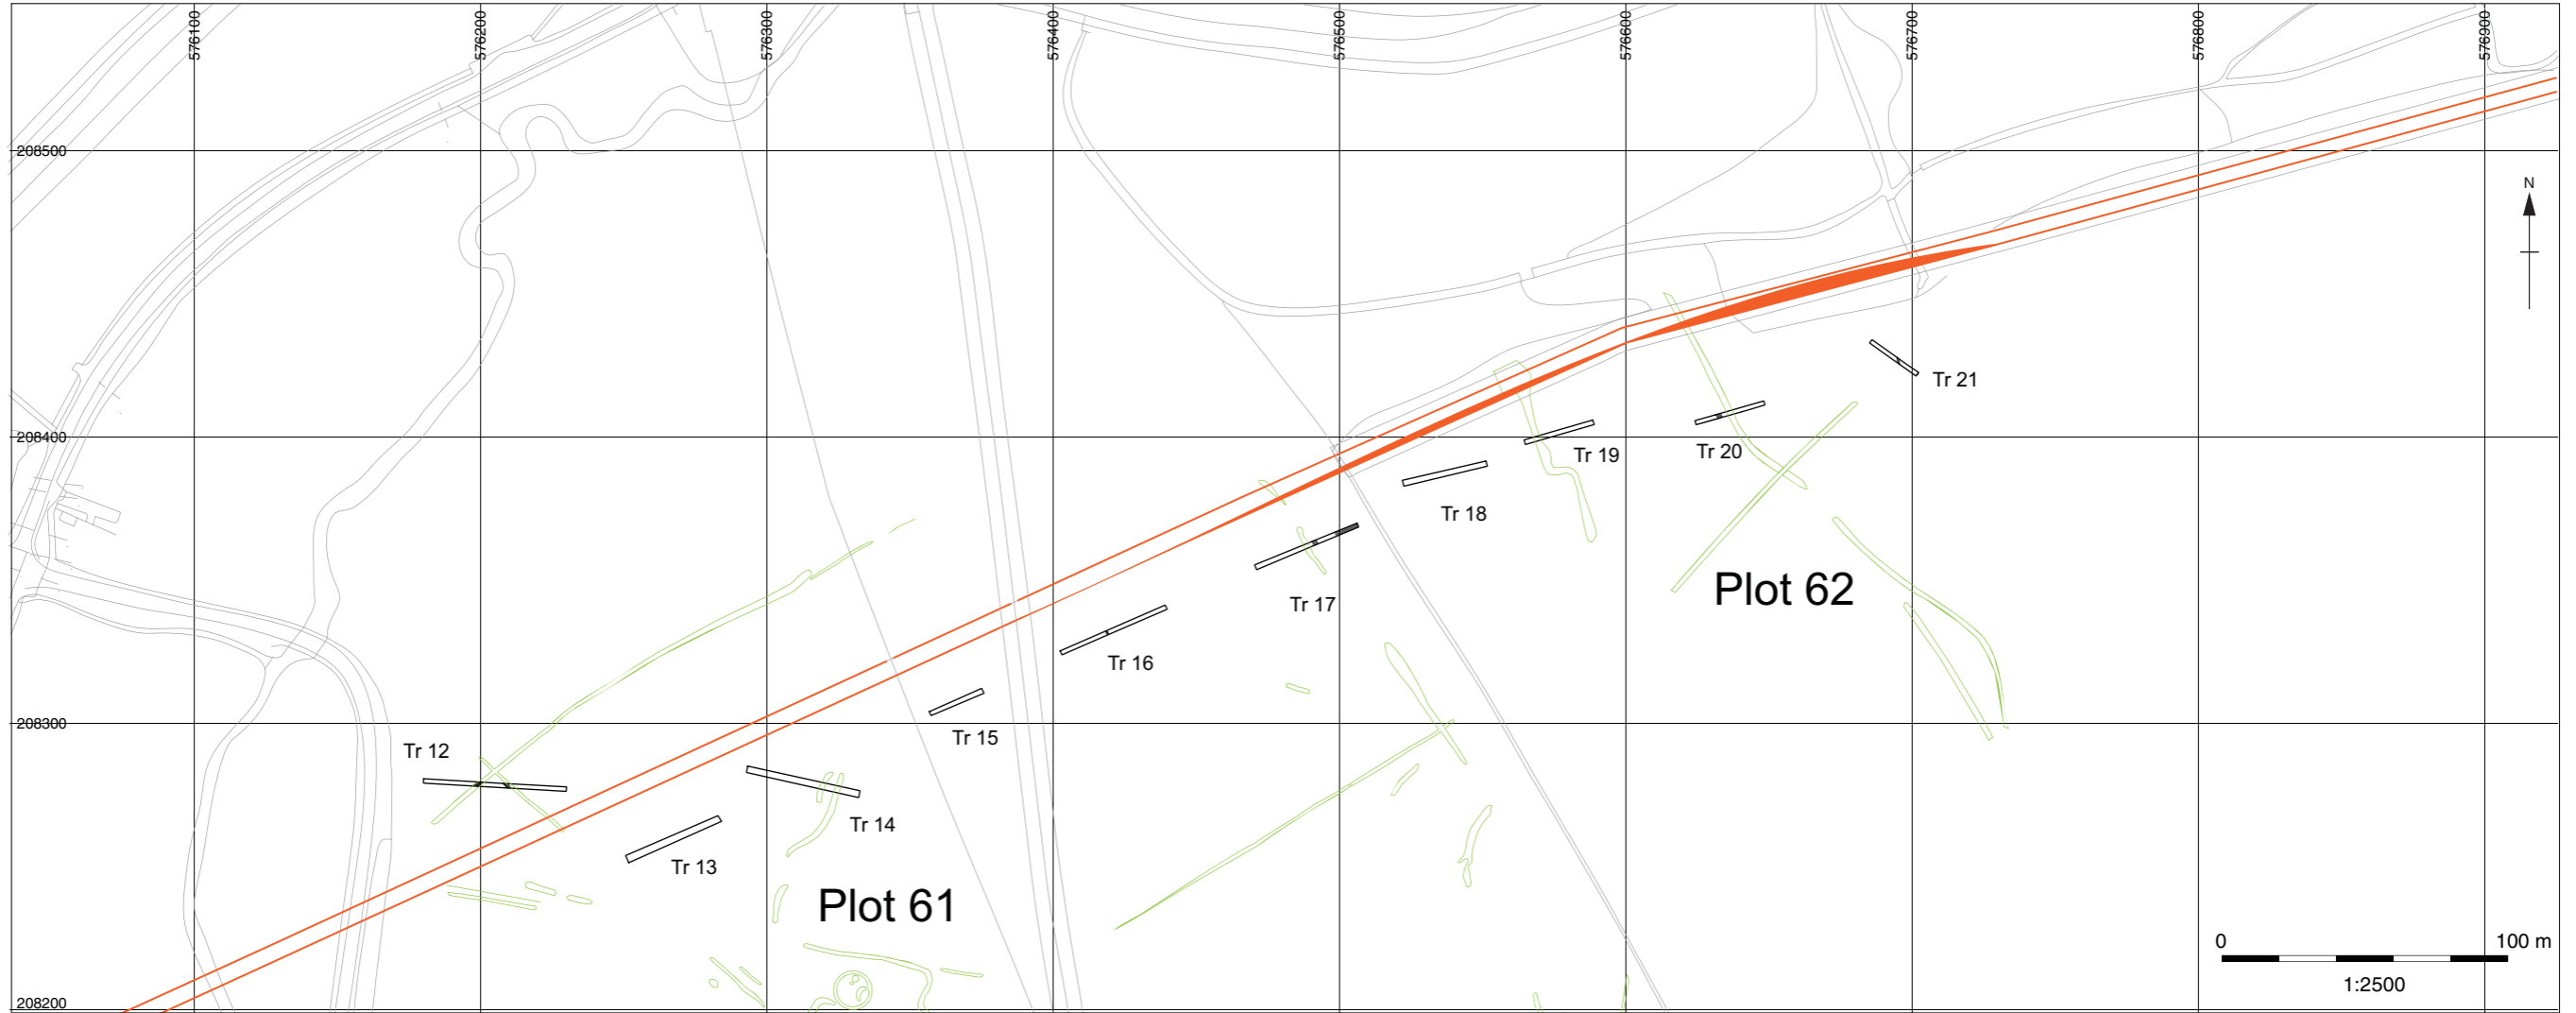 576100
576200
576300
576400
576500
576600
576700
576800
576900
208500
N
Tr 21
208400
Tr 20
Tr 19
Tr 18
Plot 62
Tr 17
Tr 16
208300
Tr 15
Tr 12
Tr 14
Tr 13
Plot 61
0 100 m
1:2500
208200